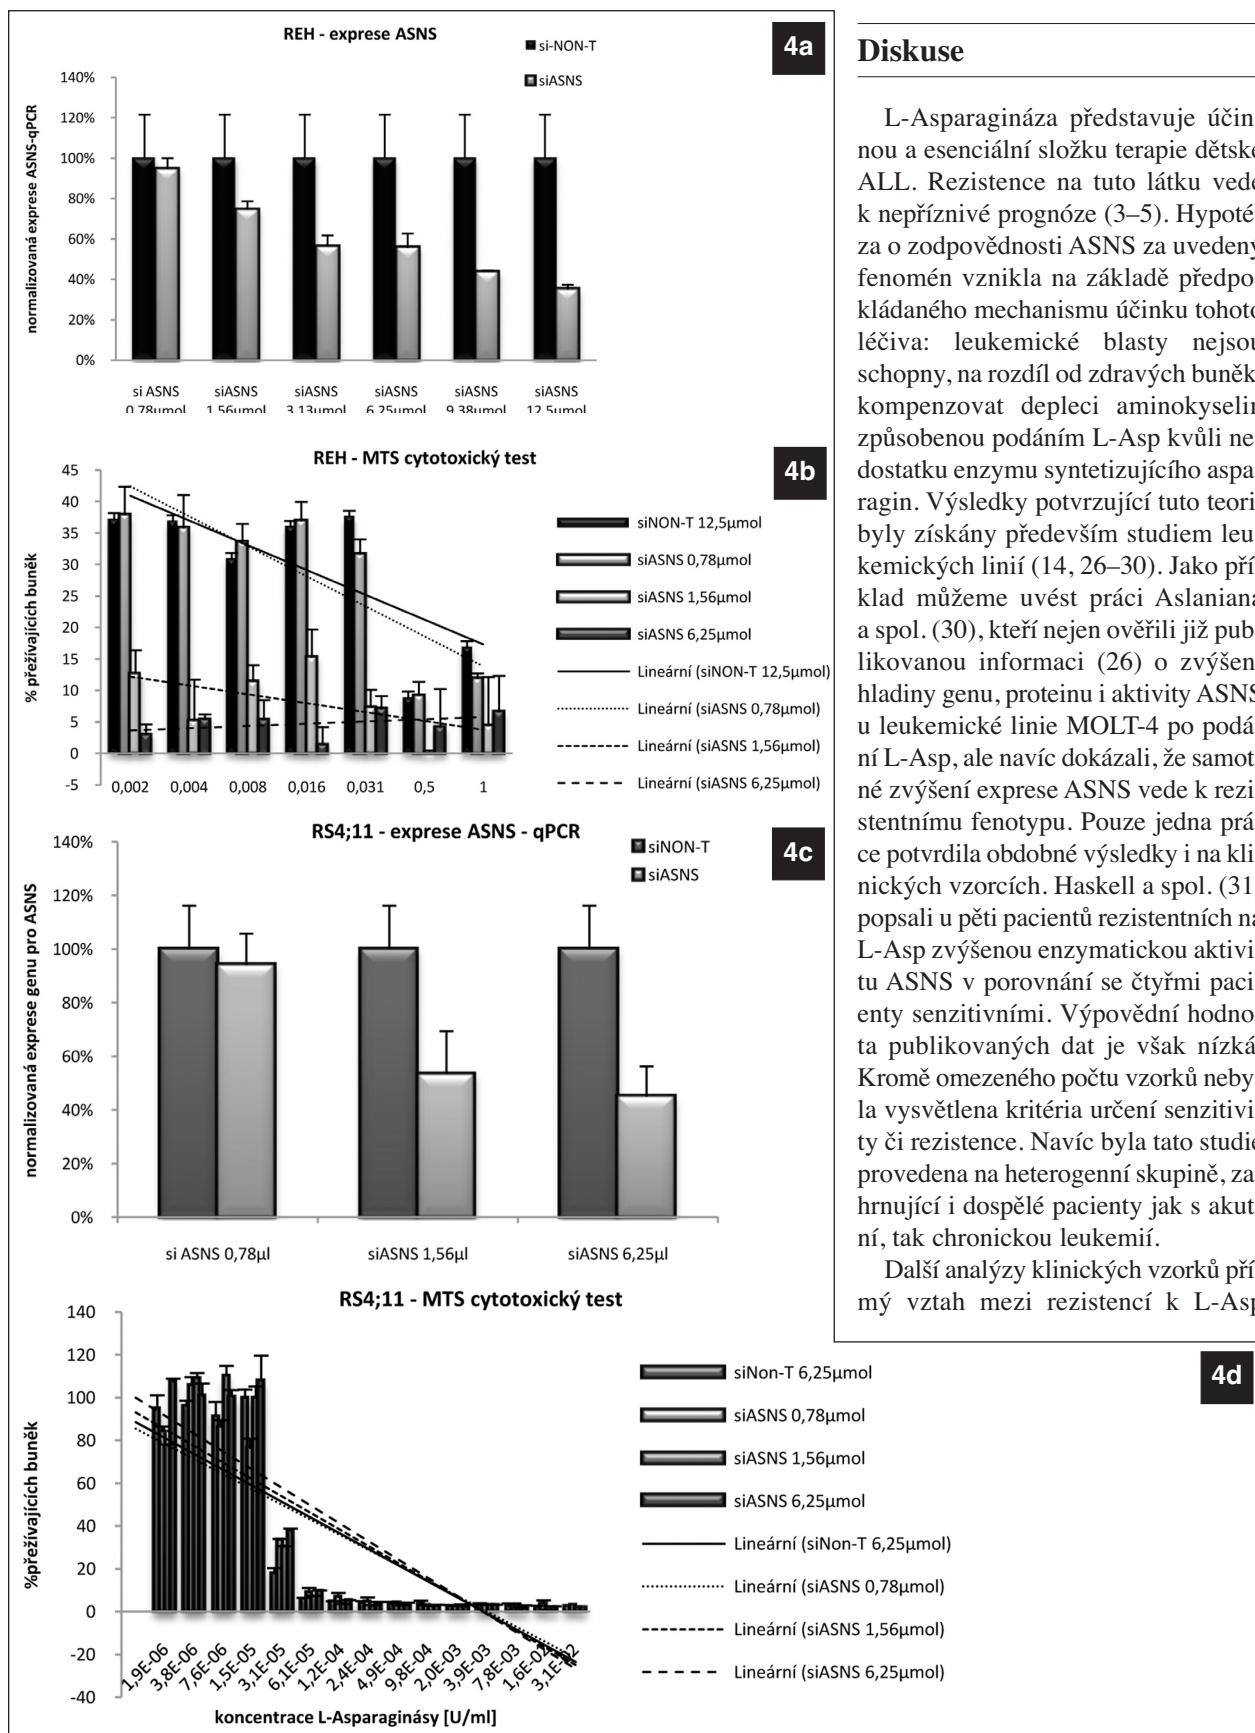 REH - exprese ASNS
si-NON-T
siASNS
4a
normalizovaná exprese ASNS-qPCR
140%
120%
100%
80%
60%
40%
20%
0%
si ASNS 0,78µmol
siASNS 1,56µmol
siASNS 3,13µmol
siASNS 6,25µmol
siASNS 9,38µmol
siASNS 12,5µmol
REH - MTS cytotoxický test
4b
% přežívajících buněk
45
40
35
30
25
20
15
10
5
0
-5
0,002 0,004 0,008 0,016 0,031 0,5 1
siNON-T 12,5µmol
siASNS 0,78µmol
siASNS 1,56µmol
siASNS 6,25µmol
Lineární (siNON-T 12,5µmol)
Lineární (siASNS 0,78µmol)
Lineární (siASNS 1,56µmol)
Lineární (siASNS 6,25µmol)
RS4;11 - exprese ASNS - qPCR
siNON-T
siASNS
4c
normalizovaná exprese genu pro ASNS
140%
120%
100%
80%
60%
40%
20%
0%
si ASNS 0,78µl
siASNS 1,56µl
siASNS 6,25µl
RS4;11 - MTS cytotoxický test
4d
%přežívajících buněk
140
120
100
80
60
40
20
0
-20
-40
1,9E-06 3,8E-06 7,6E-06 1,5E-05 3,1E-05 6,1E-05 1,2E-04 2,4E-04 4,9E-04 9,8E-04 2,0E-03 3,9E-03 7,8E-03 1,6E-02 3,1E-02
koncentrace L-Asparaginásy [U/ml]
siNon-T 6,25µmol
siASNS 0,78µmol
siASNS 1,56µmol
siASNS 6,25µmol
Lineární (siNon-T 6,25µmol)
Lineární (siASNS 0,78µmol)
Lineární (siASNS 1,56µmol)
Lineární (siASNS 6,25µmol)
Diskuse
L-Asparagináza představuje účin
nou a esenciální složku terapie dětské
ALL. Rezistence na tuto látku vede
k nepříznivé prognóze (3–5). Hypoté
za o zodpovědnosti ASNS za uvedený
fenomén vznikla na základě předpo
kládaného mechanismu účinku tohoto
léčiva: leukemické blasty nejsou
schopny, na rozdíl od zdravých buněk
kompenzovat depleci aminokyselin
způsobenou podáním L-Asp kvůli ne
dostatku enzymu syntetizujícího aspa
ragin. Výsledky potvrzující tuto teori
byly získány především studiem leu
kemických linií (14, 26–30). Jako pří
klad můžeme uvést práci Aslaniana
a spol. (30), kteří nejen ověřili již pub
likovanou informaci (26) o zvýšen
hladiny genu, proteinu i aktivity ASNS
u leukemické linie MOLT-4 po podá
ní L-Asp, ale navíc dokázali, že samot
né zvýšení exprese ASNS vede k rezi
stentnímu fenotypu. Pouze jedna prá
ce potvrdila obdobné výsledky i na kli
nických vzorcích. Haskell a spol. (31
popsali u pěti pacientů rezistentních na
L-Asp zvýšenou enzymatickou aktivi
tu ASNS v porovnání se čtyřmi paci
enty senzitivními. Výpovědní hodno
ta publikovaných dat je však nízká
Kromě omezeného počtu vzorků neby
la vysvětlena kritéria určení senzitivi
ty či rezistence. Navíc byla tato studie
provedena na heterogenní skupině, za
hrnující i dospělé pacienty jak s akut
ní, tak chronickou leukemií.
Další analýzy klinických vzorků pří
mý vztah mezi rezistencí k L-Asp